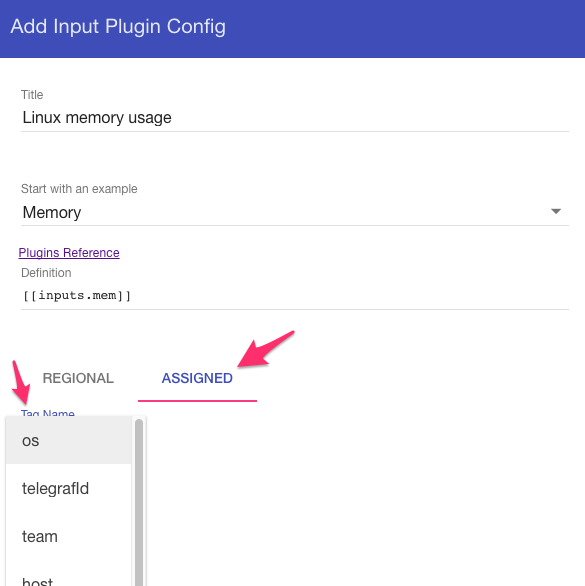 Add Input Plugin Config
Title
Linux memory usage
Start with an example
Memory
Plugins Reference
Definition
[[inputs.mem]]
REGIONAL ASSIGNED
Tag Name
os
telegrafId
team
host